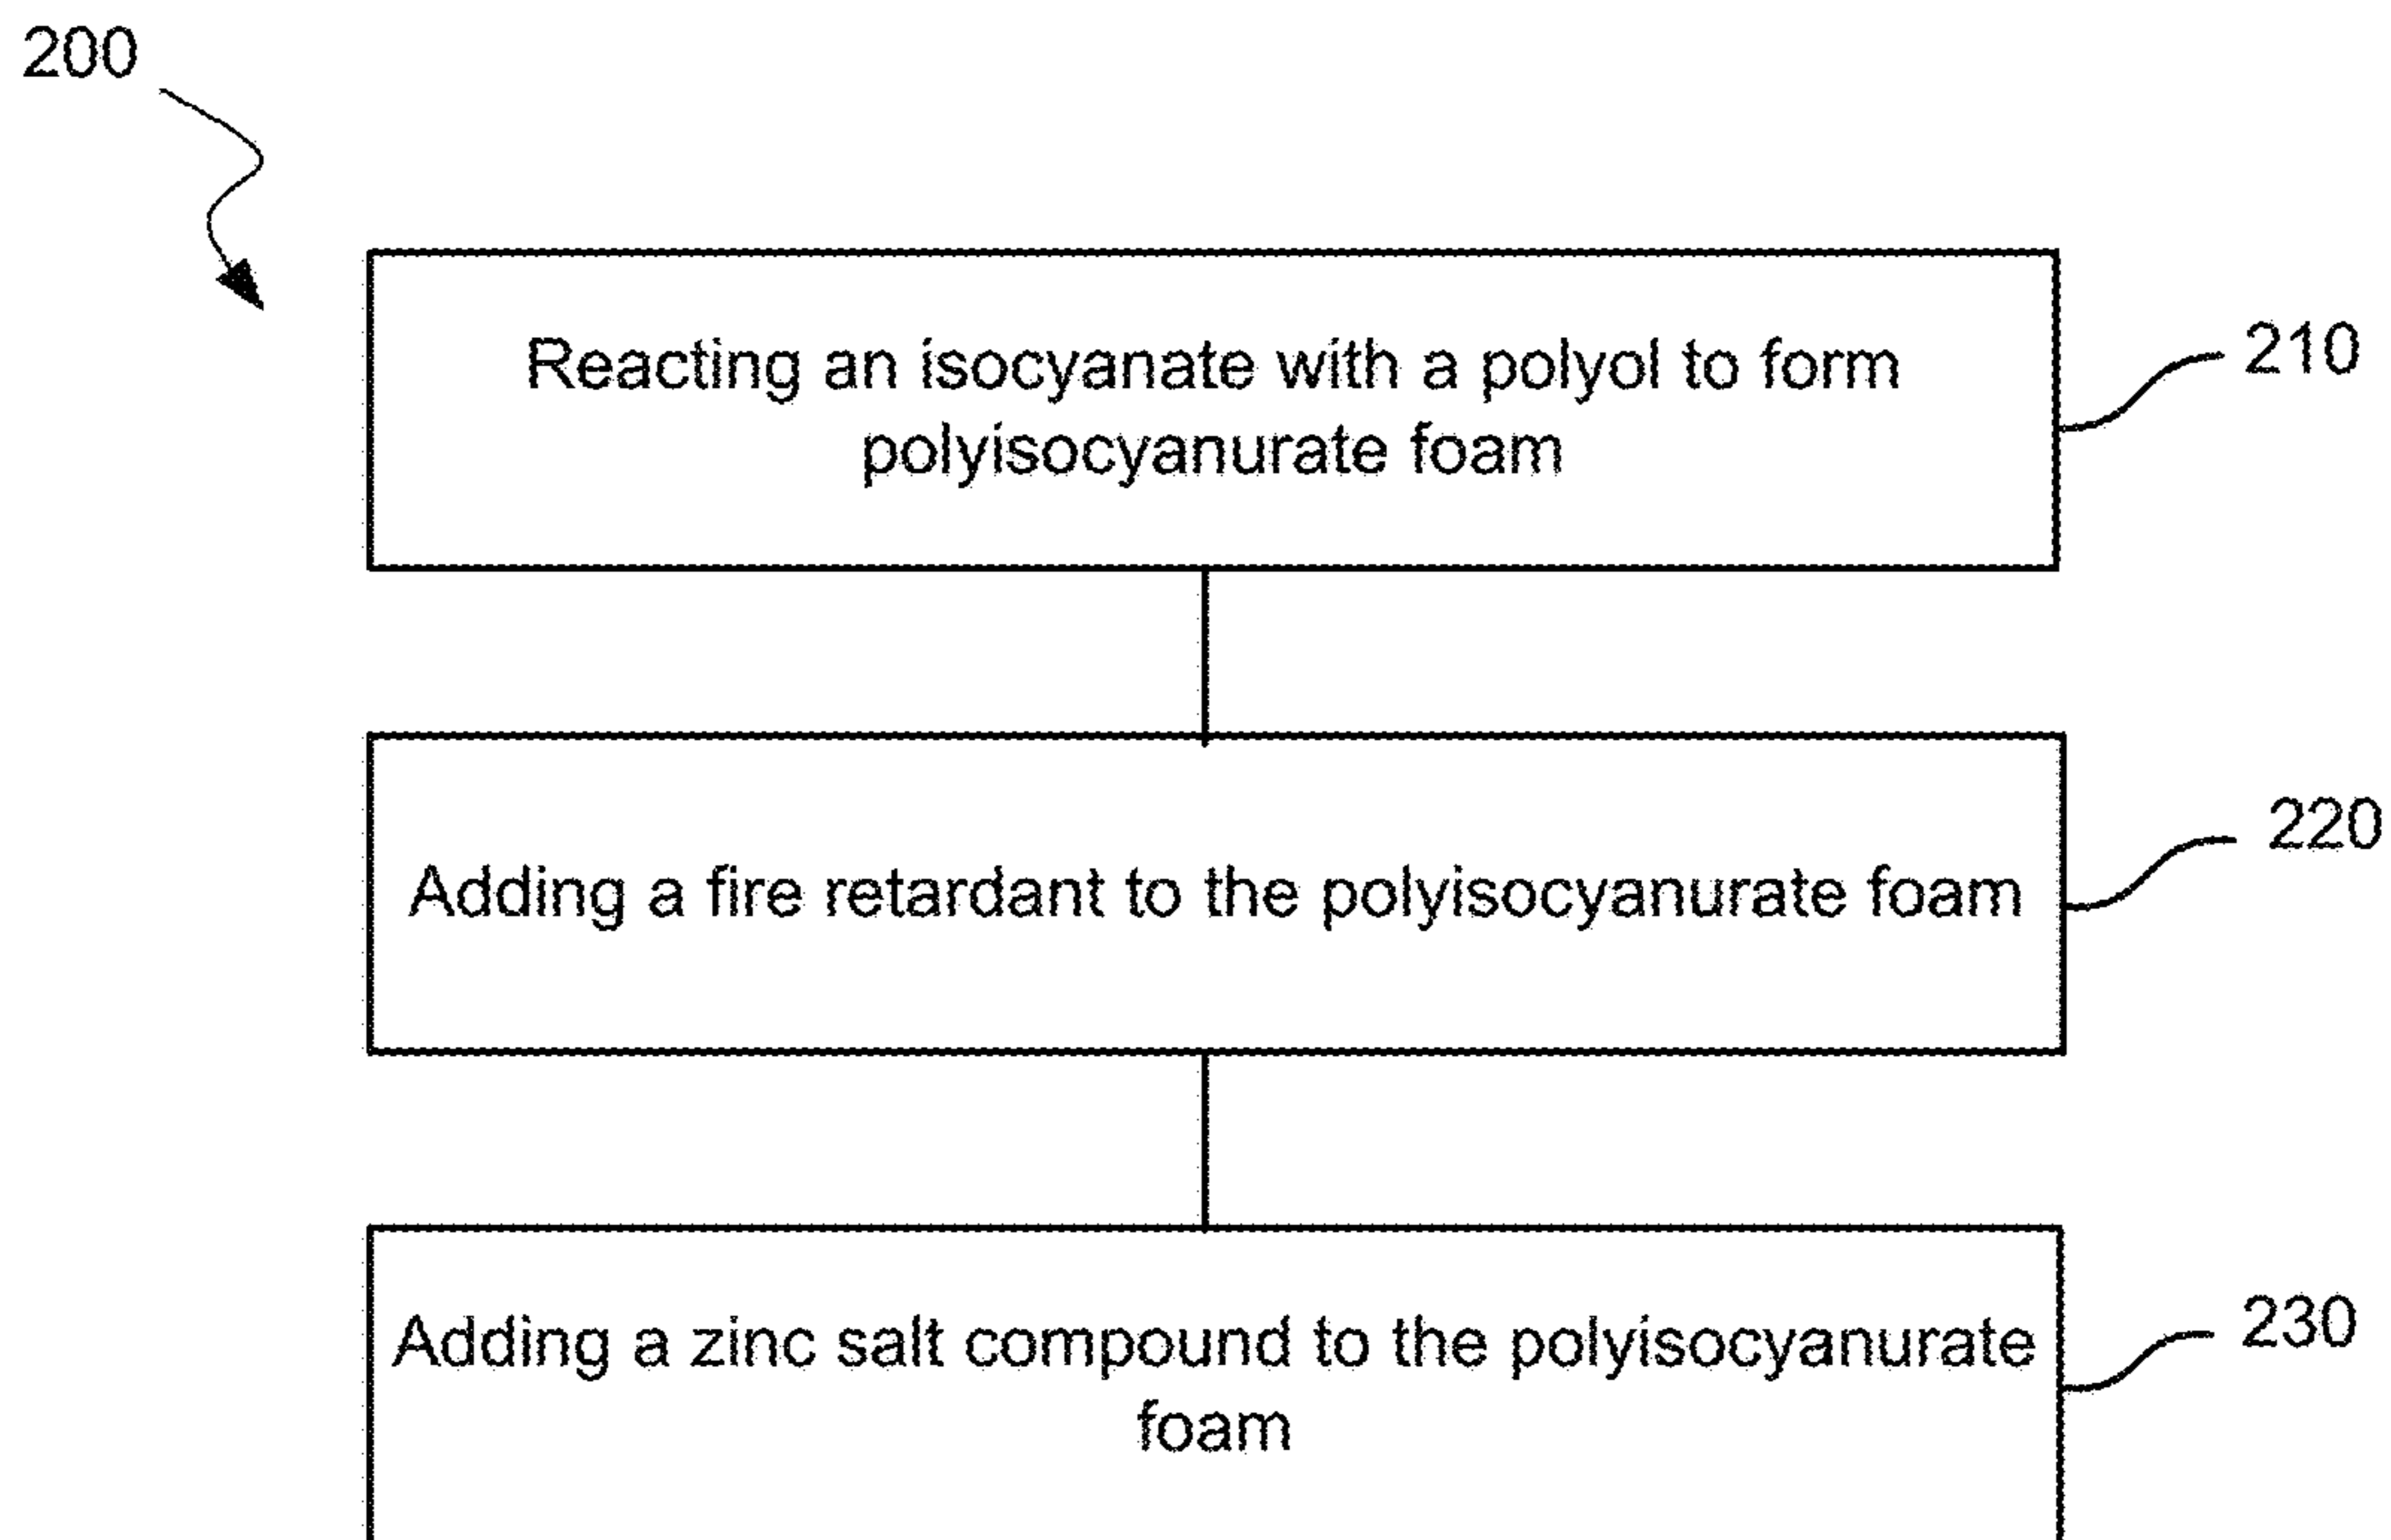 200
Reacting an isocyanate with a polyol to form
polyisocyanurate foam
210
Adding a fire retardant to the polyisocyanurate foam
220
Adding a zinc salt compound to the polyisocyanurate
foam
230